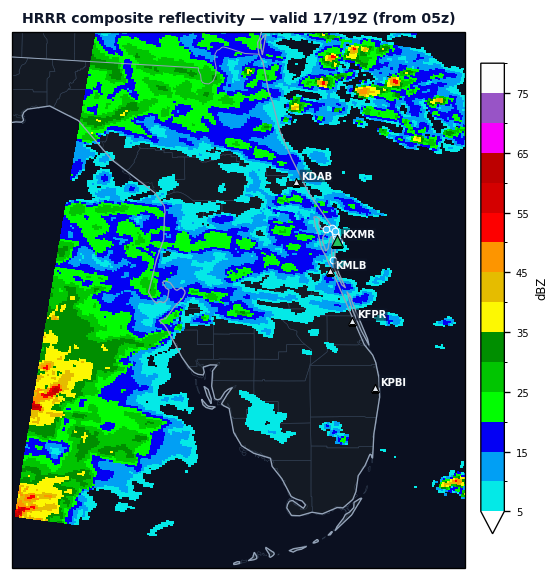 HRRR composite reflectivity — valid 17/19Z (from 05z)
KDAB
KXMR
KMLB
KFPR
KPBI
75
65
55
45
35
25
15
5
dBZ